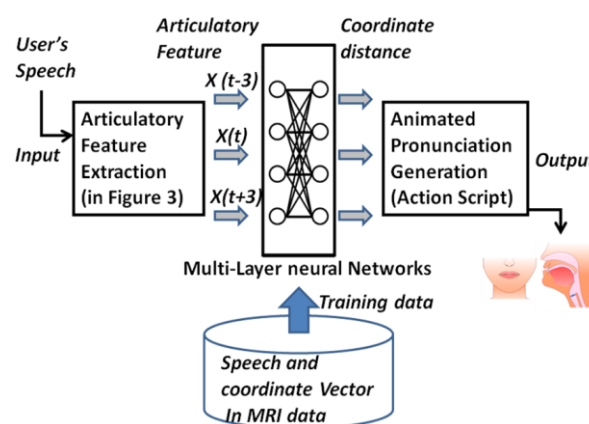 User's
Speech
Input
Articulatory
Feature
Extraction
(in Figure 3)
Articulatory
Feature
X (t-3)
X(t)
X(t+3)
Coordinate
distance
Multi-Layer neural Networks
Animated
Pronunciation
Generation
(Action Script)
Output
Training data
Speech and
coordinate Vector
In MRI data